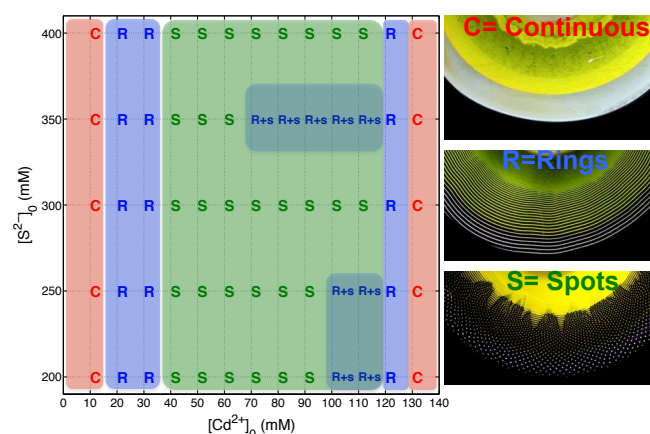 400 C R R S S S S S S S S R C
350 C R R S S S R+s R+s R+s R+s R+s R C
300 C R R S S S S S S S S R C
250 C R R S S S S S S R+s R+s R C
200 C R R S S S S S S R+s R+s R C
0 10 20 30 40 50 60 70 80 90 100 110 120 130 140
[Cd²⁺]₀ (mM)
[S²⁻]₀ (mM)
C= Continuous
R=Rings
S= Spots